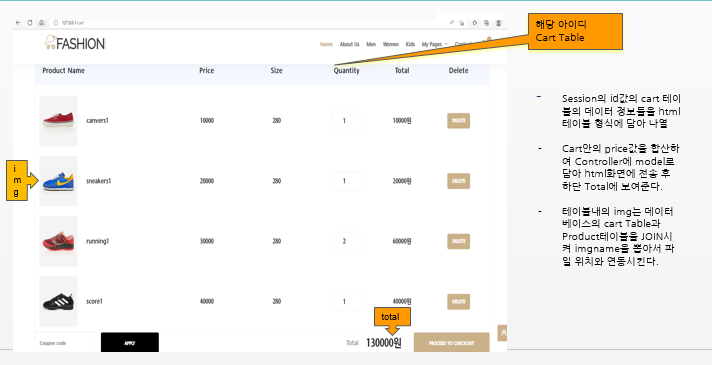 해당 아이디
Cart Table
127.0.0.1/cart
FASHION
Home About Us Men Women Kids My Pages
Product Name Price Size Quantity Total Delete
canvers1 10000 280 1 10000원 DELETE
img
sneakers1 20000 280 1 20000원 DELETE
running1 30000 280 2 60000원 DELETE
score1 40000 280 1 40000원 DELETE
total
Coupon code APPLY Total 130000원 PROCEED TO CHECKOUT
- Session의 id값의 cart 테이
블의 데이터 정보들을 html
테이블 형식에 담아 나열
- Cart안의 price값을 합산하
여 Controller에 model로
담아 html화면에 전송 후
하단 Total에 보여준다.
- 테이블내의 img는 데이터
베이스의 cart Table과
Product테이블을 JOIN시
켜 imgname을 뽑아서 파
일 위치와 연동시킨다.